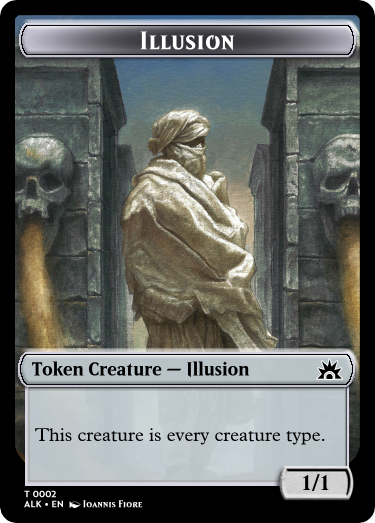 Illusion
Token Creature — Illusion
This creature is every creature type.
1/1
T 0002
ALK • EN Ioannis Fiore